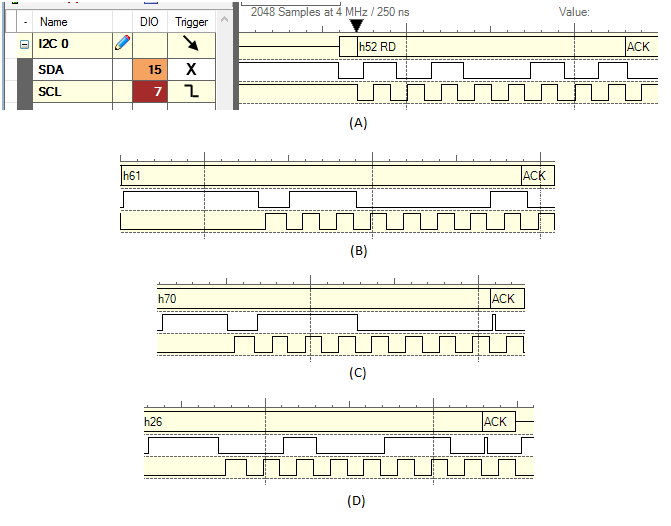 2048 Samples at 4 MHz / 250 ns Value:
- Name DIO Trigger
I2C 0
h52 RD ACK
SDA 15 X
SCL 7
(A)
h61 ACK
(B)
h70 ACK
(C)
h26 ACK
(D)